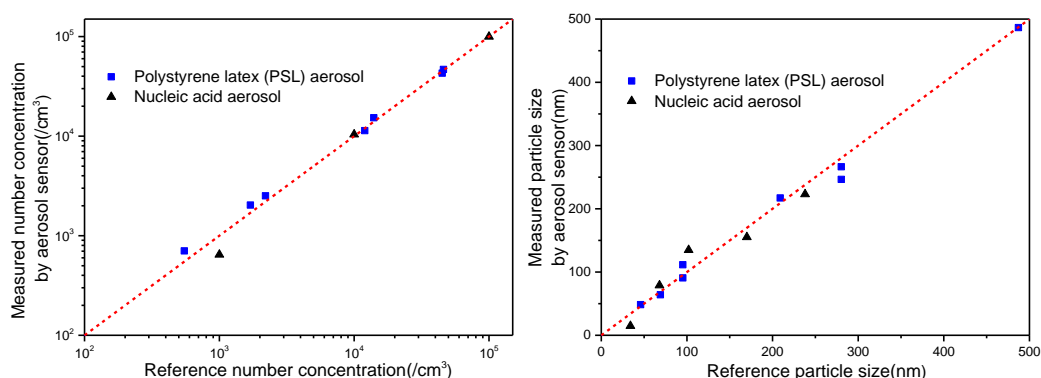 Measured number concentration
by aerosol sensor(/cm³)
10⁵
10⁴
10³
10²
Polystyrene latex (PSL) aerosol
Nucleic acid aerosol
10² 10³ 10⁴ 10⁵
Reference number concentration(/cm³)
Measured particle size
by aerosol sensor(nm)
500
400
300
200
100
0
Polystyrene latex (PSL) aerosol
Nucleic acid aerosol
0 100 200 300 400 500
Reference particle size(nm)